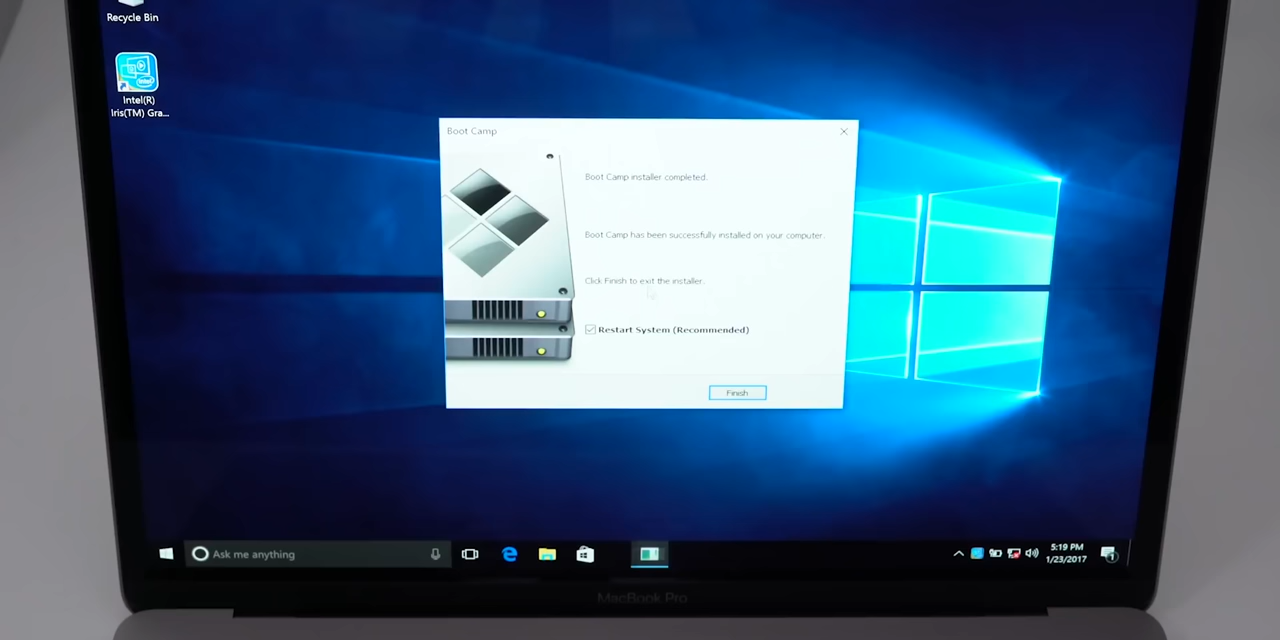 Recycle Bin
Intel(R)
Iris(TM) Gra...
intel
Boot Camp
Boot Camp installer completed.
Boot Camp has been successfully installed on your computer.
Click Finish to exit the installer.
Restart System (Recommended)
Finish
Ask me anything
5:19 PM
1/23/2017
1
MacBook Pro